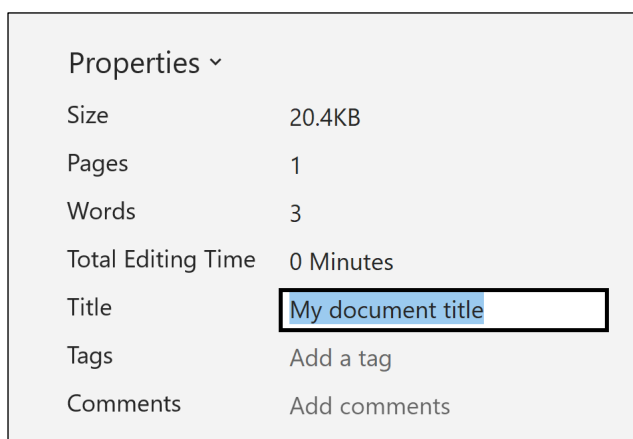 Properties
Size 20.4KB
Pages 1
Words 3
Total Editing Time 0 Minutes
Title My document title
Tags Add a tag
Comments Add comments